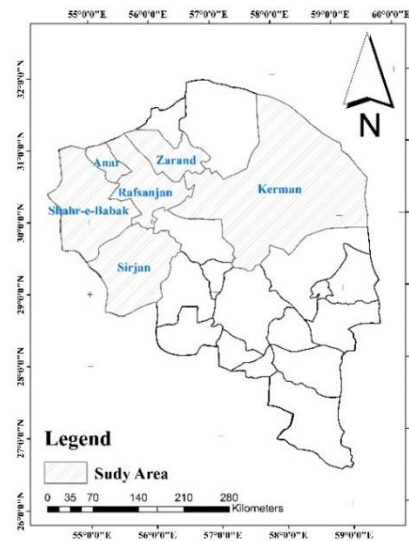 55°0'0"E 56°0'0"E 57°0'0"E 58°0'0"E 59°0'0"E 60°0'0"E
32°0'0"N
31°0'0"N
30°0'0"N
29°0'0"N
28°0'0"N
27°0'0"N
26°0'0"N
N
Anar
Zarand
Rafsanjan
Kerman
Shahr-e-Babak
Sirjan
Legend
Sudy Area
0 35 70 140 210 280
Kilometers
55°0'0"E 56°0'0"E 57°0'0"E 58°0'0"E 59°0'0"E